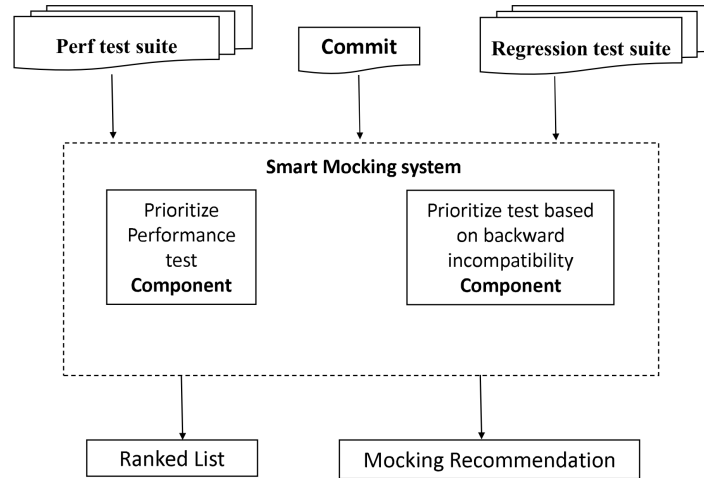 Perf test suite
Commit
Regression test suite
Smart Mocking system
Prioritize
Performance
test
Component
Prioritize test based
on backward
incompatibility
Component
Ranked List
Mocking Recommendation